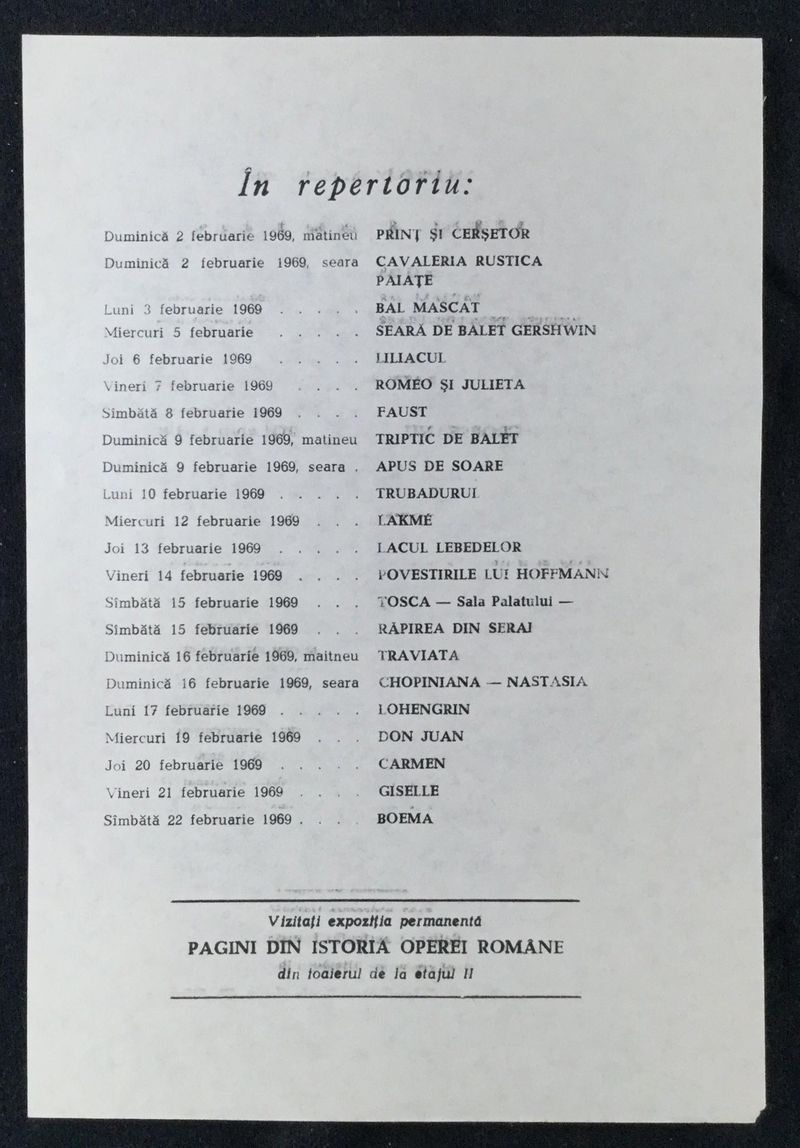 În repertoriu:
Duminică 2 februarie 1969, matineu PRINȚ ȘI CERȘETOR
Duminică 2 februarie 1969, seara CAVALERIA RUSTICA
PAIAȚE
Luni 3 februarie 1969 . . . . . BAL MASCAT
Miercuri 5 februarie . . . . . SEARĂ DE BALET GERSHWIN
Joi 6 februarie 1969 . . . . . LILIACUL
Vineri 7 februarie 1969 . . . . ROMEO ȘI JULIETA
Sîmbătă 8 februarie 1969 . . . . FAUST
Duminică 9 februarie 1969, matineu TRIPTIC DE BALET
Duminică 9 februarie 1969, seara . APUS DE SOARE
Luni 10 februarie 1969 . . . . . TRUBADURUL
Miercuri 12 februarie 1969 . . . LAKMÉ
Joi 13 februarie 1969 . . . . . LACUL LEBEDELOR
Vineri 14 februarie 1969 . . . . POVESTIRILE LUI HOFFMANN
Sîmbătă 15 februarie 1969 . . . TOSCA — Sala Palatului —
Sîmbătă 15 februarie 1969 . . . RĂPIREA DIN SERAI
Duminică 16 februarie 1969, maitneu TRAVIATA
Duminică 16 februarie 1969, seara CHOPINIANA — NASTASIA
Luni 17 februarie 1969 . . . . . LOHENGRIN
Miercuri 19 februarie 1969 . . . DON JUAN
Joi 20 februarie 1969 . . . . . CARMEN
Vineri 21 februarie 1969 . . . . GISELLE
Sîmbătă 22 februarie 1969 . . . . BOEMA
Vizitați expoziția permanentă
PAGINI DIN ISTORIA OPEREI ROMÂNE
din foaierul de la etajul II